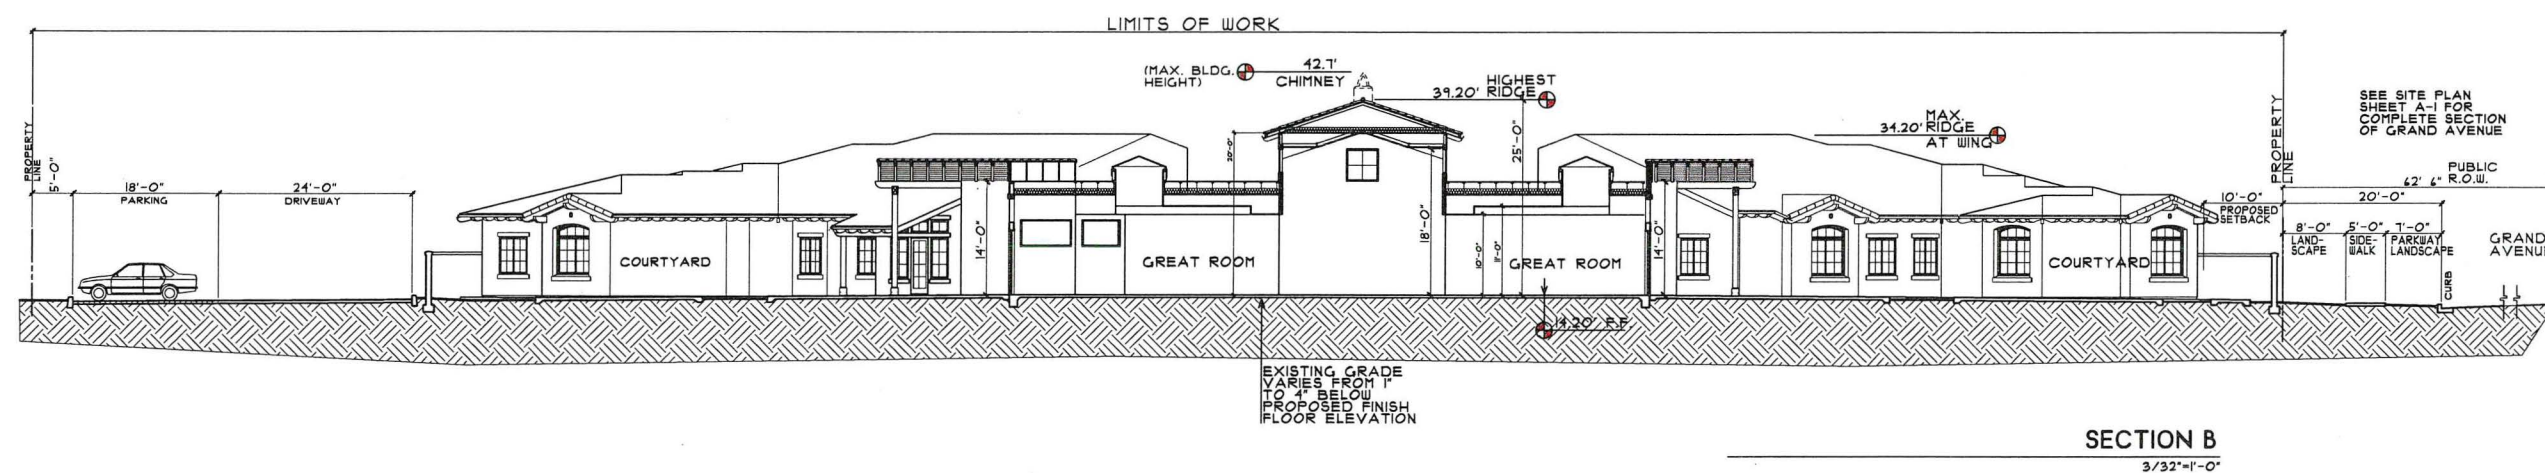 LIMITS OF WORK
(MAX. BLDG.
HEIGHT)
42.7'
CHIMNEY
39.20'
HIGHEST
RIDGE
34.20'
MAX.
RIDGE
AT WING
SEE SITE PLAN
SHEET A-1 FOR
COMPLETE SECTION
OF GRAND AVENUE
PROPERTY
LINE
5'-0"
18'-0"
PARKING
24'-0"
DRIVEWAY
COURTYARD
14'-0"
GREAT ROOM
20'-0"
18'-0"
10'-0"
11'-0"
25'-0"
GREAT ROOM
14'-0"
COURTYARD
10'-0"
PROPOSED
SETBACK
PROPERTY
LINE
PUBLIC
R.O.W.
62' 6"
20'-0"
8'-0"
LAND-
SCAPE
5'-0"
SIDE-
WALK
7'-0"
PARKWAY
LANDSCAPE
CURB
GRAND
AVENUE
14.20' F.F.
EXISTING GRADE
VARIES FROM 1"
TO 4" BELOW
PROPOSED FINISH
FLOOR ELEVATION
SECTION B
3/32"=1'-0"